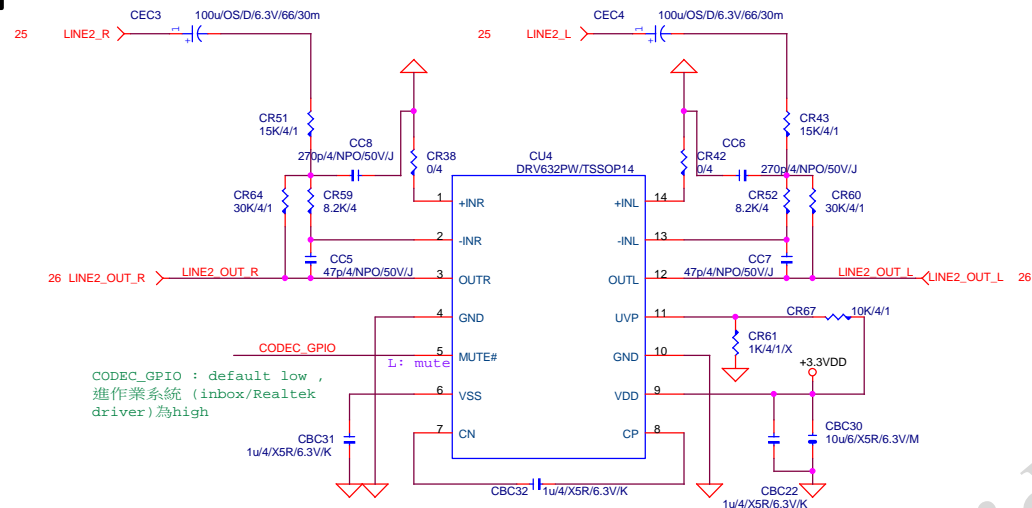 CEC3
100u/OS/D/6.3V/66/30m
CEC4
100u/OS/D/6.3V/66/30m
25
LINE2_R
1
+
25
LINE2_L
1
+
CR51
15K/4/1
CC8
270p/4/NPO/50V/J
CR38
0/4
CU4
DRV632PW/TSSOP14
CR42
0/4
CC6
270p/4/NPO/50V/J
CR43
15K/4/1
CR64
30K/4/1
CR59
8.2K/4
CR52
8.2K/4
CR60
30K/4/1
1
+INR
+INL
14
2
-INR
-INL
13
CC5
47p/4/NPO/50V/J
CC7
47p/4/NPO/50V/J
26
LINE2_OUT_R
LINE2_OUT_R
3
OUTR
OUTL
12
LINE2_OUT_L
LINE2_OUT_L
26
4
GND
UVP
11
CR67
10K/4/1
CR61
1K/4/1/X
CODEC_GPIO
5
MUTE#
L: mute
GND
10
+3.3VDD
CODEC_GPIO : default low ,
進作業系統 (inbox/Realtek
driver)為high
6
VSS
VDD
9
7
CN
CP
8
CBC31
1u/4/X5R/6.3V/K
CBC30
10u/6/X5R/6.3V/M
CBC32
1u/4/X5R/6.3V/K
CBC22
1u/4/X5R/6.3V/K